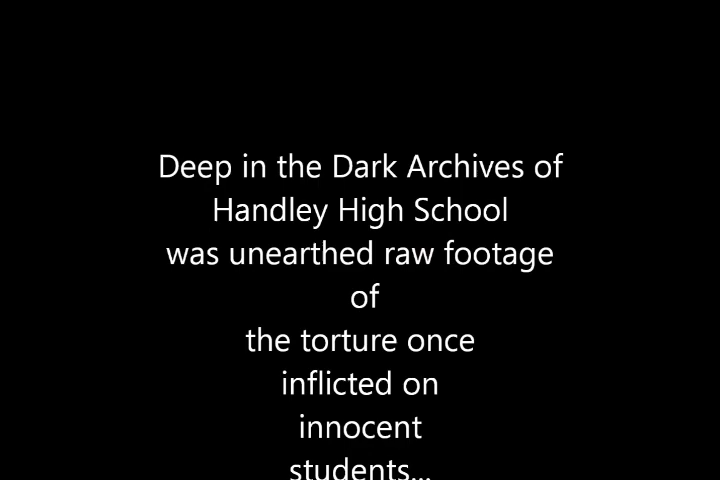 Deep in the Dark Archives of
Handley High School
was unearthed raw footage
of
the torture once
inflicted on
innocent
students...